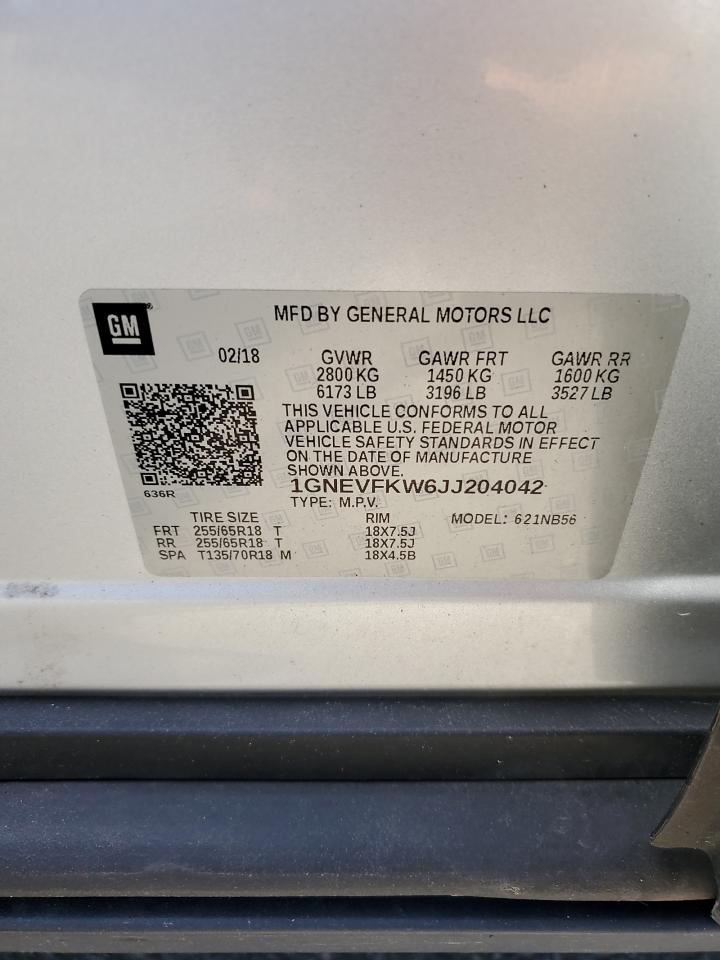 GM
MFD BY GENERAL MOTORS LLC
02/18 GVWR GAWR FRT GAWR RR
2800 KG 1450 KG 1600 KG
6173 LB 3196 LB 3527 LB
THIS VEHICLE CONFORMS TO ALL
APPLICABLE U.S. FEDERAL MOTOR
VEHICLE SAFETY STANDARDS IN EFFECT
ON THE DATE OF MANUFACTURE
SHOWN ABOVE.
636R
1GNEVFKW6JJ204042
TYPE: M.P.V.
TIRE SIZE RIM MODEL: 621NB56
FRT 255/65R18 T 18X7.5J
RR 255/65R18 T 18X7.5J
SPA T135/70R18 M 18X4.5B